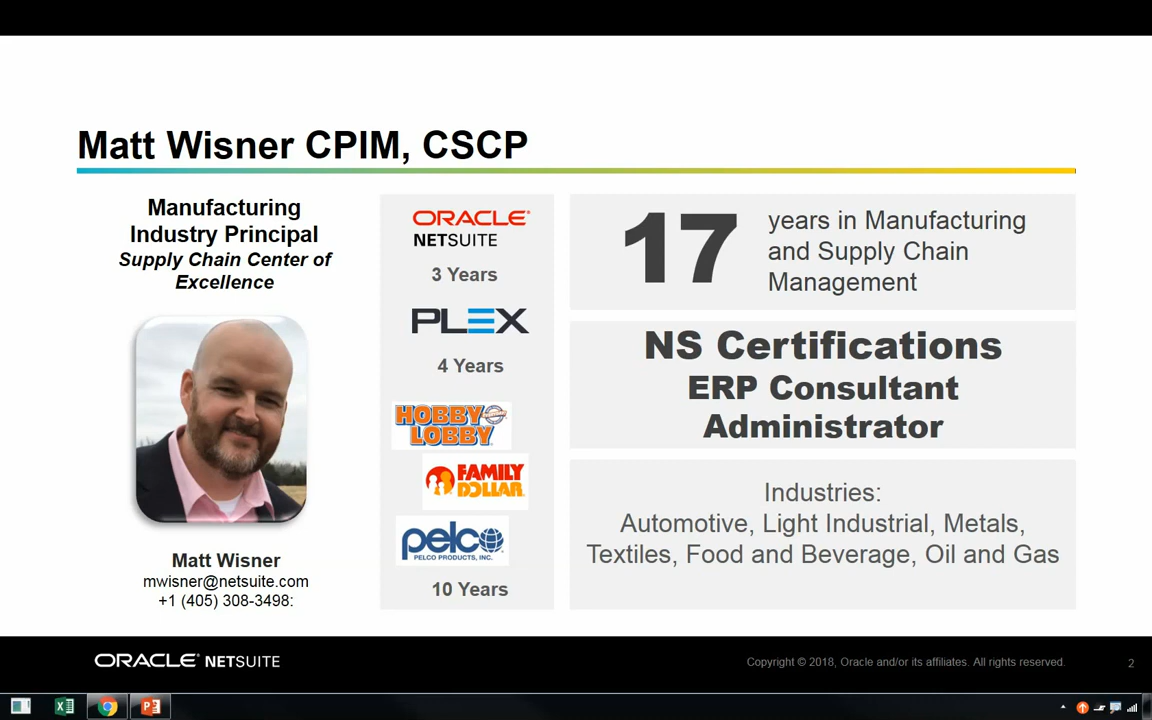 Matt Wisner CPIM, CSCP
Manufacturing
Industry Principal
Supply Chain Center of
Excellence
Matt Wisner
mwisner@netsuite.com
+1 (405) 308-3498:
ORACLE
NETSUITE
3 Years
PLEX
4 Years
HOBBY
LOBBY
FAMILY
DOLLAR
pelco
PELCO PRODUCTS, INC.
10 Years
17
years in Manufacturing
and Supply Chain
Management
NS Certifications
ERP Consultant
Administrator
Industries:
Automotive, Light Industrial, Metals,
Textiles, Food and Beverage, Oil and Gas
ORACLE NETSUITE
Copyright © 2018, Oracle and/or its affiliates. All rights reserved.
2